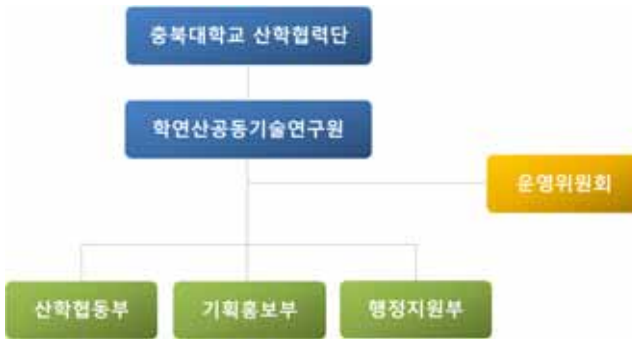 충북대학교 산학협력단
학연산공동기술연구원
운영위원회
산학협동부
기획홍보부
행정지원부